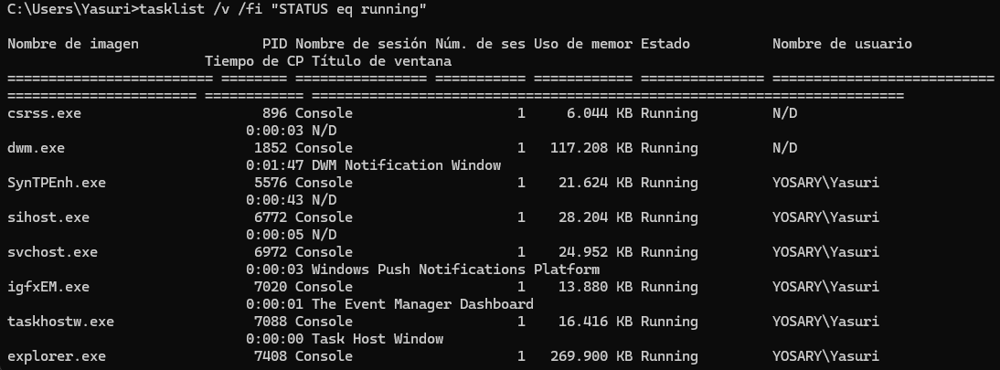 C:\Users\Yasuri>tasklist /v /fi "STATUS eq running"
Nombre de imagen               PID Nombre de sesión Núm. de ses Uso de memor Estado          Nombre de usuario
                        Tiempo de CP Título de ventana
========================= ======== ================ =========== ============ =============== ===========================
======================= ============ ========================================================================
csrss.exe                      896 Console                    1     6.044 KB Running         N/D
                             0:00:03 N/D
dwm.exe                       1852 Console                    1   117.208 KB Running         N/D
                             0:01:47 DWM Notification Window
SynTPEnh.exe                  5576 Console                    1    21.624 KB Running         YOSARY\Yasuri
                             0:00:43 N/D
sihost.exe                    6772 Console                    1    28.204 KB Running         YOSARY\Yasuri
                             0:00:05 N/D
svchost.exe                   6972 Console                    1    24.952 KB Running         YOSARY\Yasuri
                             0:00:03 Windows Push Notifications Platform
igfxEM.exe                    7020 Console                    1    13.880 KB Running         YOSARY\Yasuri
                             0:00:01 The Event Manager Dashboard
taskhostw.exe                 7088 Console                    1    16.416 KB Running         YOSARY\Yasuri
                             0:00:00 Task Host Window
explorer.exe                  7408 Console                    1   269.900 KB Running         YOSARY\Yasuri